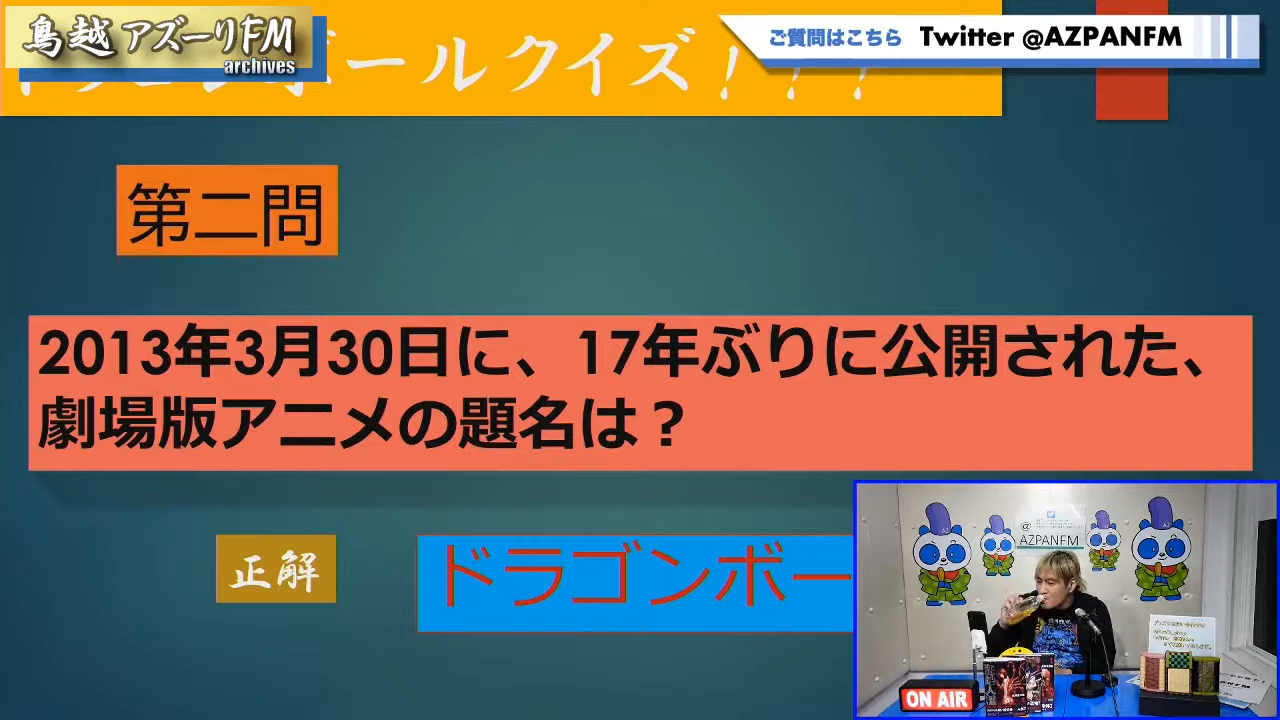 鳥越アズーリFM
archives
ールクイズ！！！
ご質問はこちら Twitter @AZPANFM
第二問
2013年3月30日に、17年ぶりに公開された、
劇場版アニメの題名は？
正解
ドラゴンボー
@
AZPANFM
ON AIR